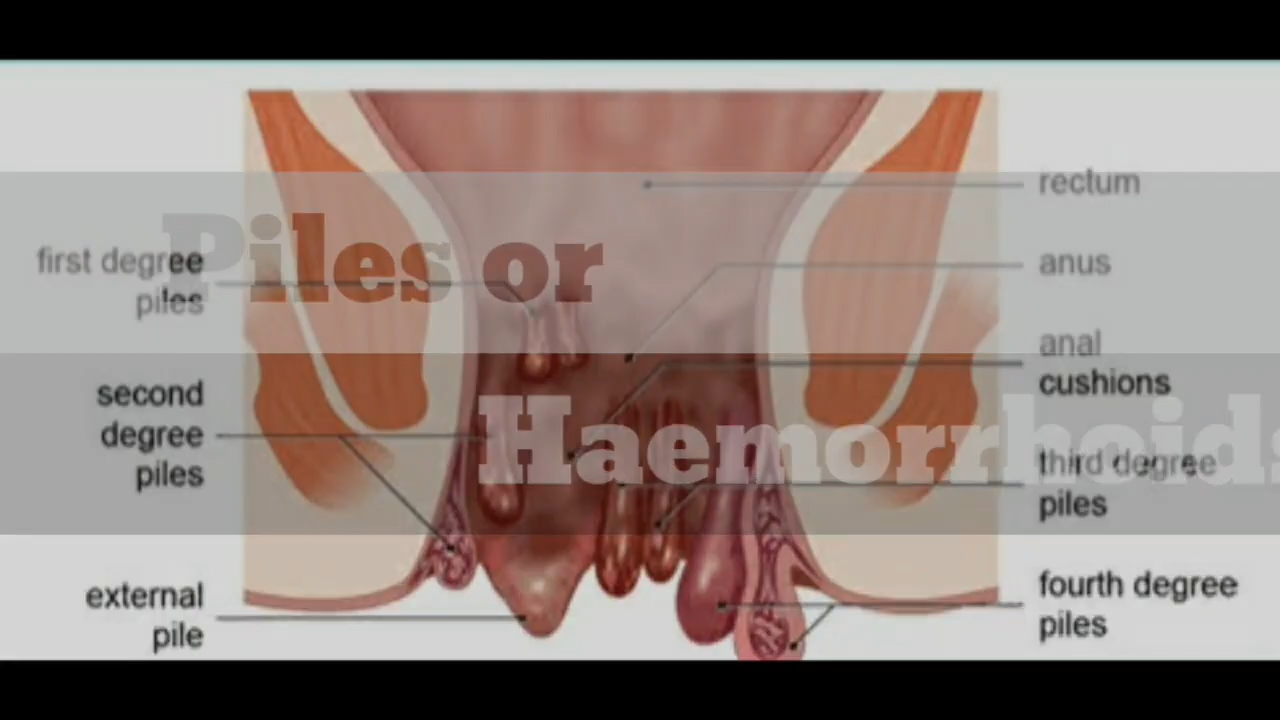 Piles or
Haemorrhoids
first degree
piles
second
degree
piles
external
pile
rectum
anus
anal
cushions
third degree
piles
fourth degree
piles